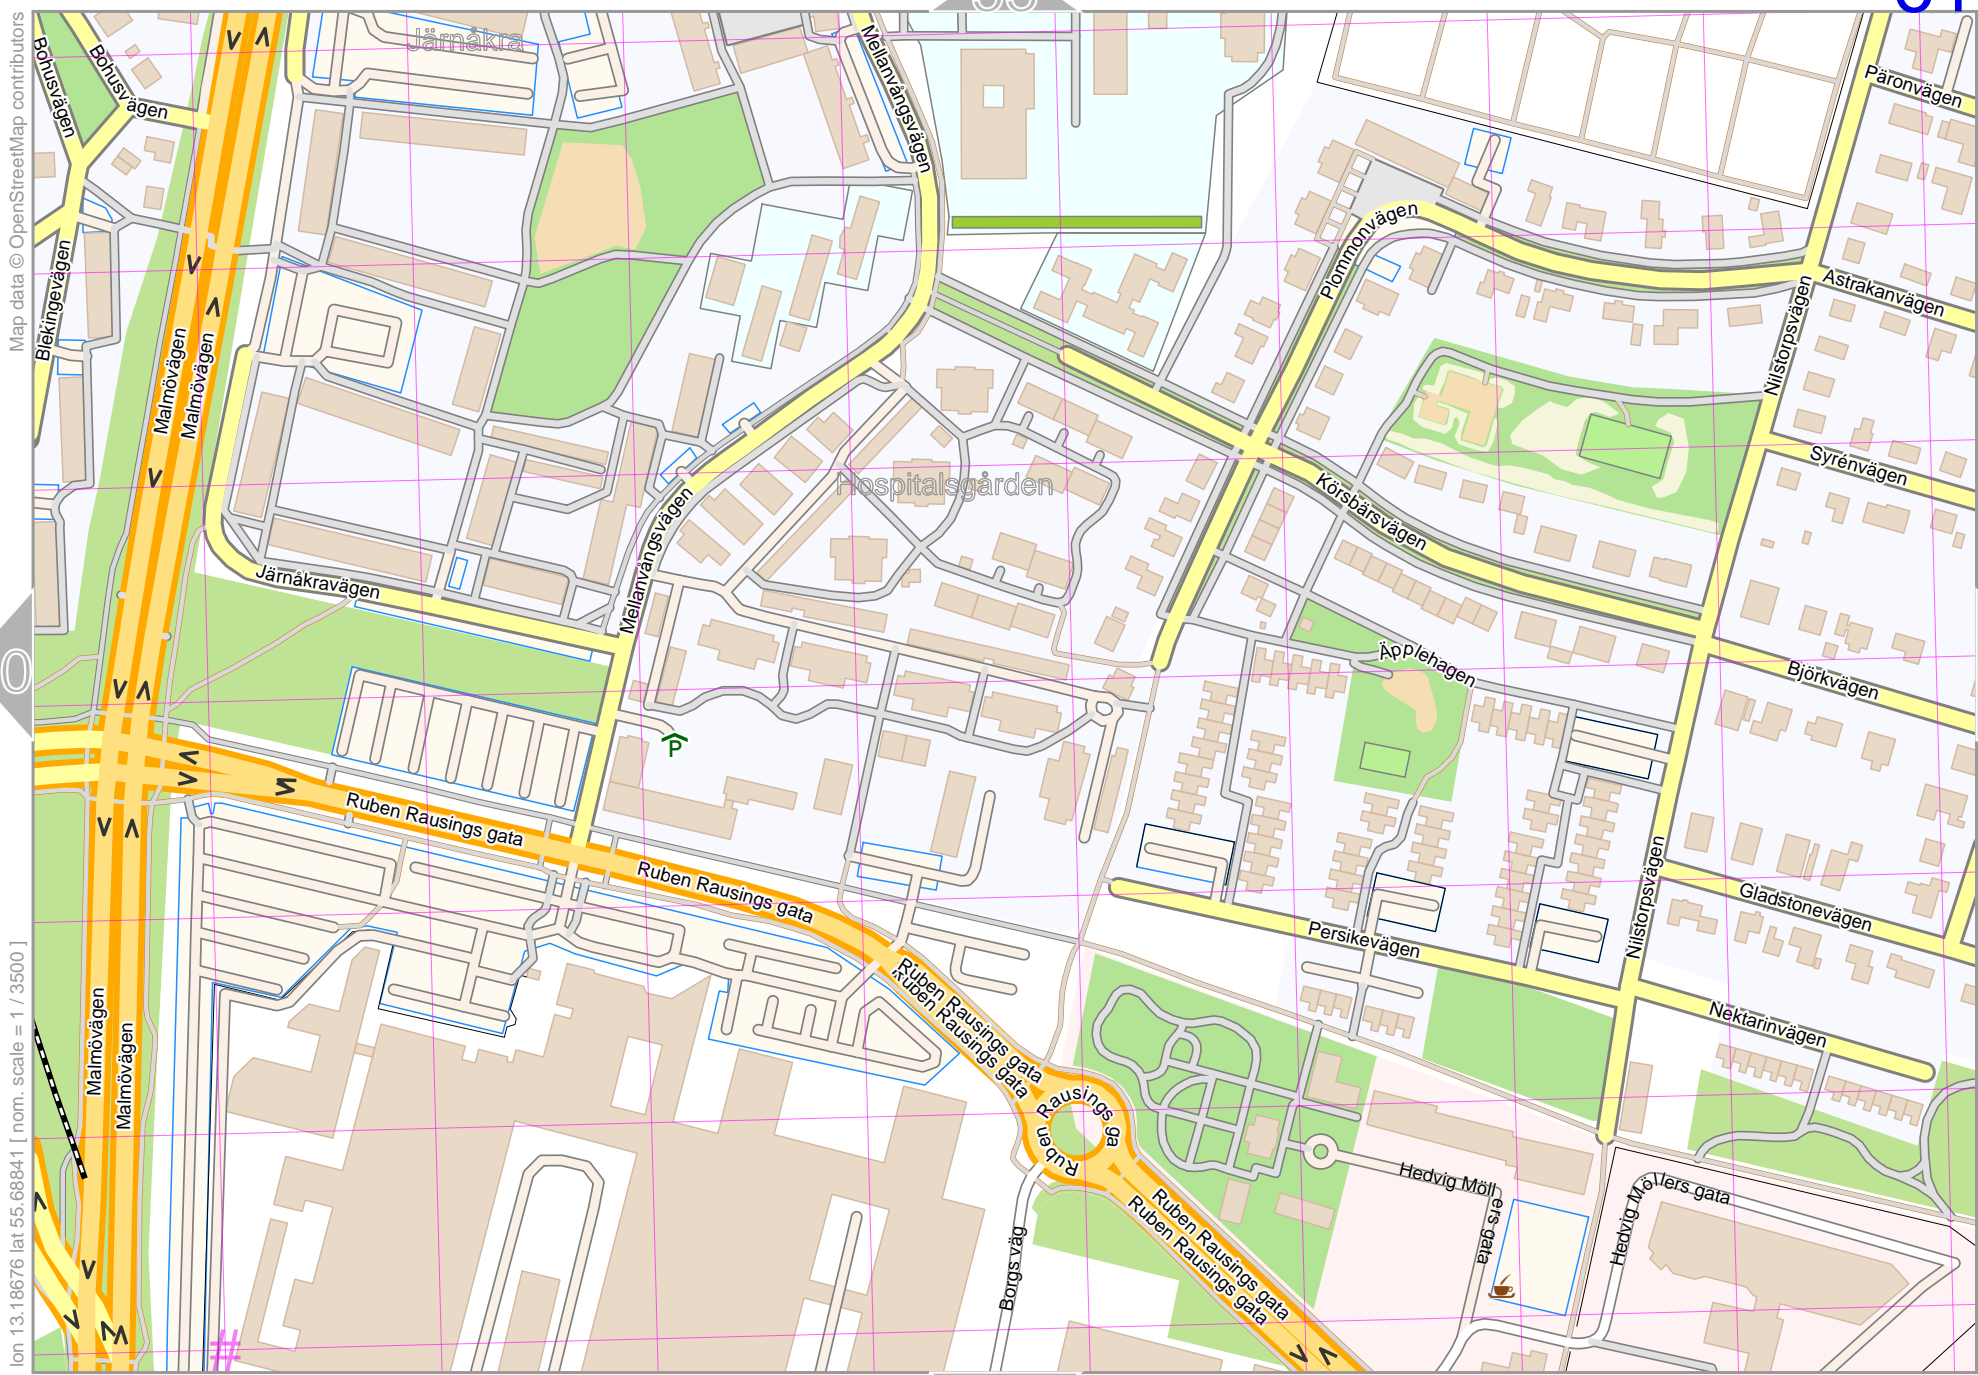 Map data © OpenStreetMap contributors
lon 13.18676 lat 55.68841 [ nom. scale = 1 / 3500 ]
Järnåkra
Mellanvångsvägen
Bohusvägen
Bohusvägen
Päronvägen
Plommonvägen
Blekingevägen
Astrakanvägen
Malmövägen
Malmövägen
Nilstorpsvägen
Syrénvägen
Hospitalsgården
Körsbärsvägen
Mellanvångsvägen
Järnåkravägen
Äpplehagen
Björkvägen
0
P
Ruben Rausings gata
Ruben Rausings gata
Nilstorpsvägen
Gladstonevägen
Persikevägen
Ruben Rausings gata
Ruben Rausings gata
Nektarinvägen
Malmövägen
Malmövägen
Ruben Rausings ga
Hedvig Möllers gata
Hedvig Möllers gata
Borgs väg
Ruben Rausings gata
Ruben Rausings gata
#